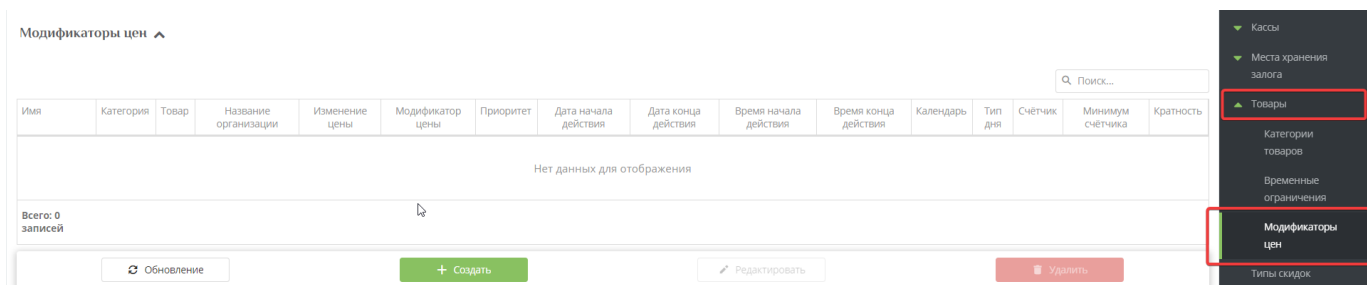 Модификаторы цен
Поиск...
Имя
Категория
Товар
Название
организации
Изменение
цены
Модификатор
цены
Приоритет
Дата начала
действия
Дата конца
действия
Время начала
действия
Время конца
действия
Календарь
Тип
дня
Счётчик
Минимум
счётчика
Кратность
Нет данных для отображения
Всего: 0
записей
Обновление
Создать
Редактировать
Удалить
Кассы
Места хранения
залога
Товары
Категории
товаров
Временные
ограничения
Модификаторы
цен
Типы скидок